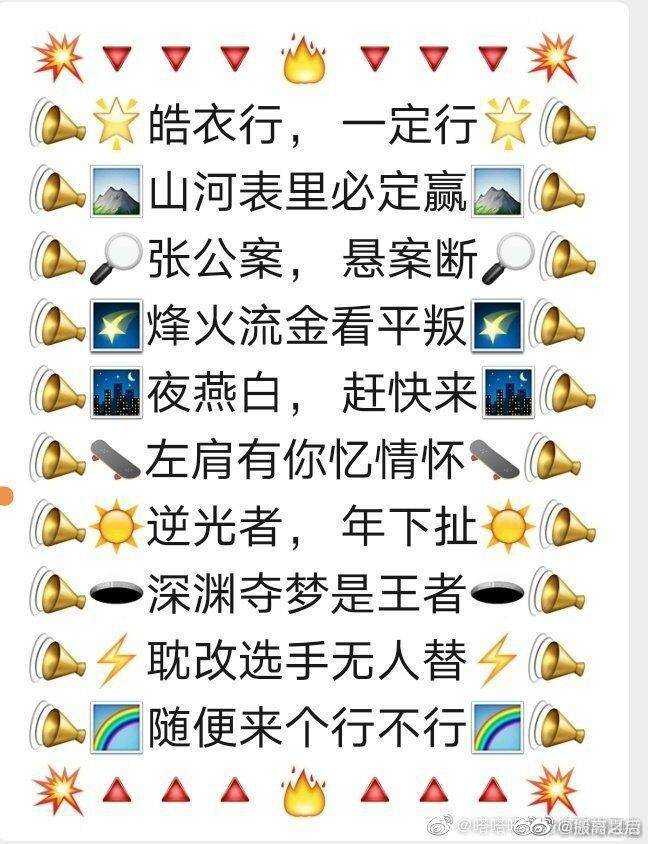 皓衣行， 一定行
山河表里必定赢
张公案， 悬案断
烽火流金看平叛
夜燕白， 赶快来
左肩有你忆情怀
逆光者， 年下扯
深渊夺梦是王者
耽改选手无人替
随便来个行不行